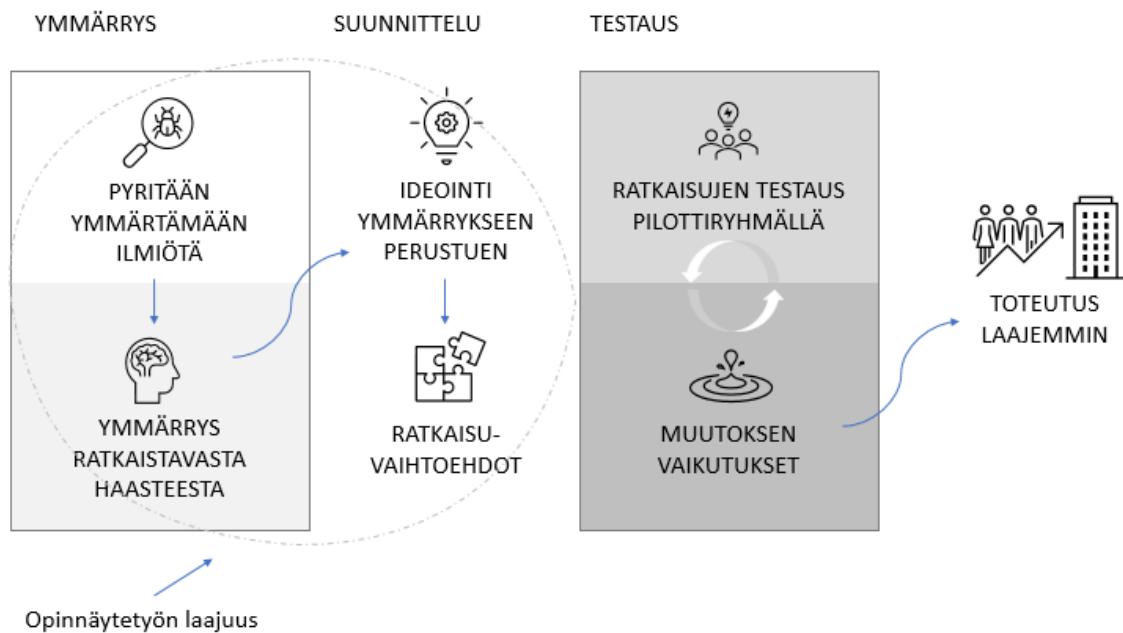 YMMÄRRYS
SUUNNITTELU
TESTAUS
PYRITÄÄN
YMMÄRTÄMÄÄN
ILMIÖTÄ
YMMÄRRYS
RATKAISTAVASTA
HAASTEESTA
IDEOINTI
YMMÄRRYKSEEN
PERUSTUEN
RATKAISU-
VAIHTOEHDOT
RATKAISUJEN TESTAUS
PILOTTIRYHMÄLLÄ
MUUTOKSEN
VAIKUTUKSET
TOTEUTUS
LAAJEMMIN
Opinnäytetyön laajuus